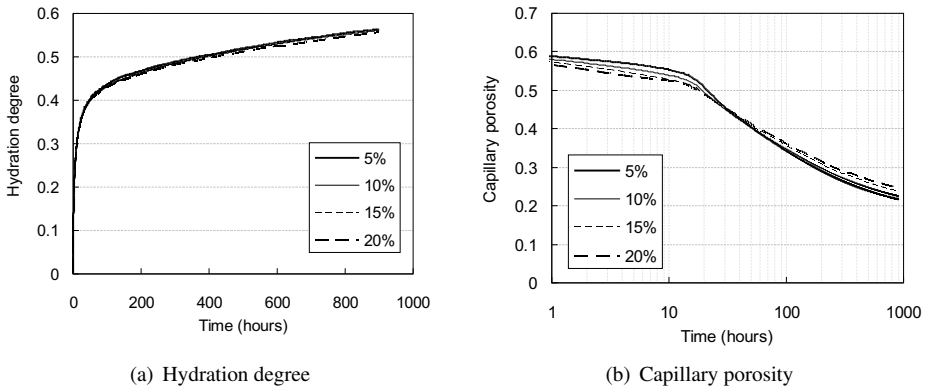 0.6
0.5
0.4
0.3
0.2
0.1
0
Hydration degree
5%
10%
15%
20%
0 200 400 600 800 1000
Time (hours)
(a) Hydration degree
0.7
0.6
0.5
0.4
0.3
0.2
0.1
0
Capillary porosity
5%
10%
15%
20%
1 10 100 1000
Time (hours)
(b) Capillary porosity